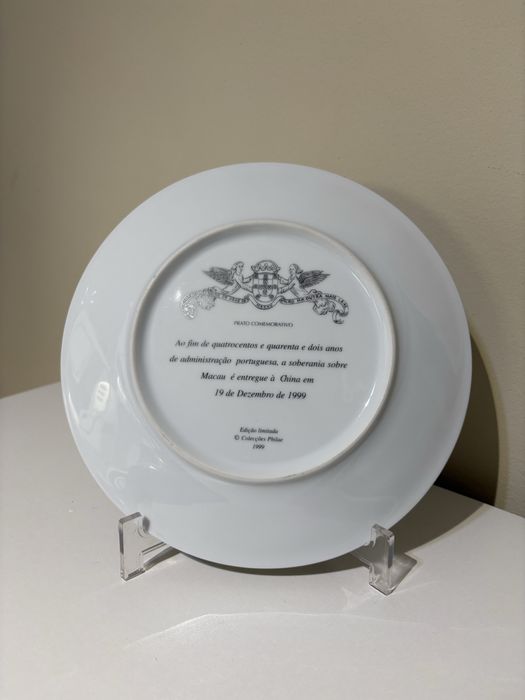 PRATO COMEMORATIVO
Ao fim de quatrocentos e quarenta e dois anos
de administração portuguesa, a soberania sobre
Macau é entregue à China em
19 de Dezembro de 1999
Edição limitada
© Colecções Philae
1999